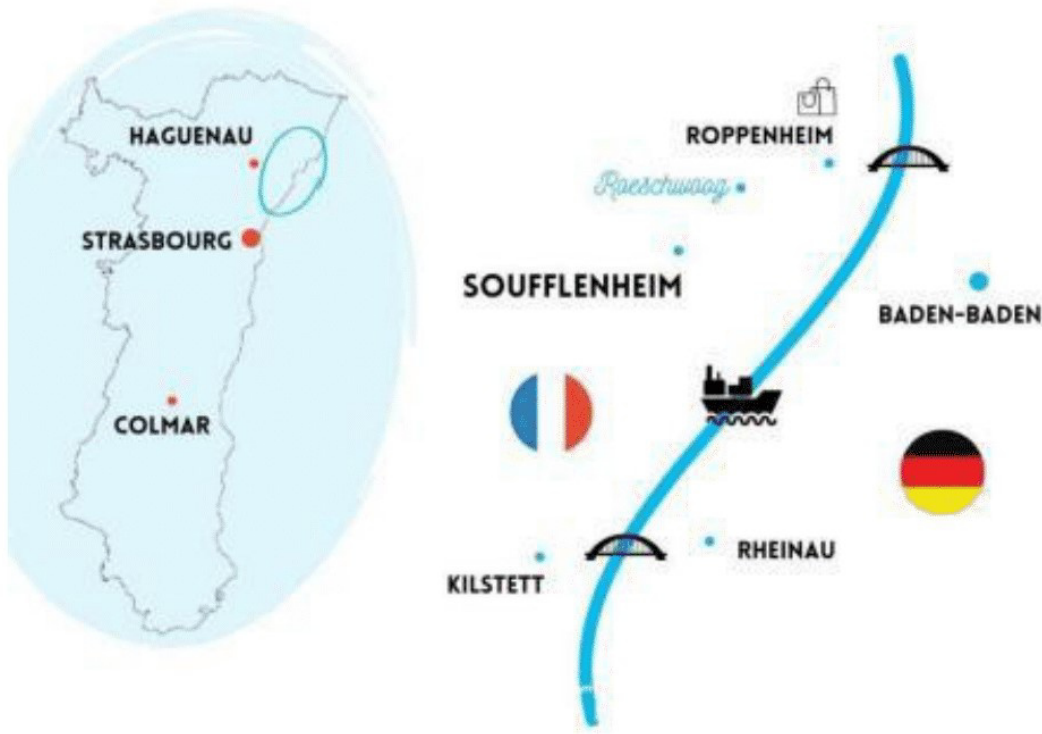 HAGUENAU
STRASBOURG
COLMAR
ROPPENHEIM
Roeschwoog
SOUFFLENHEIM
BADEN-BADEN
RHEINAU
KILSTETT